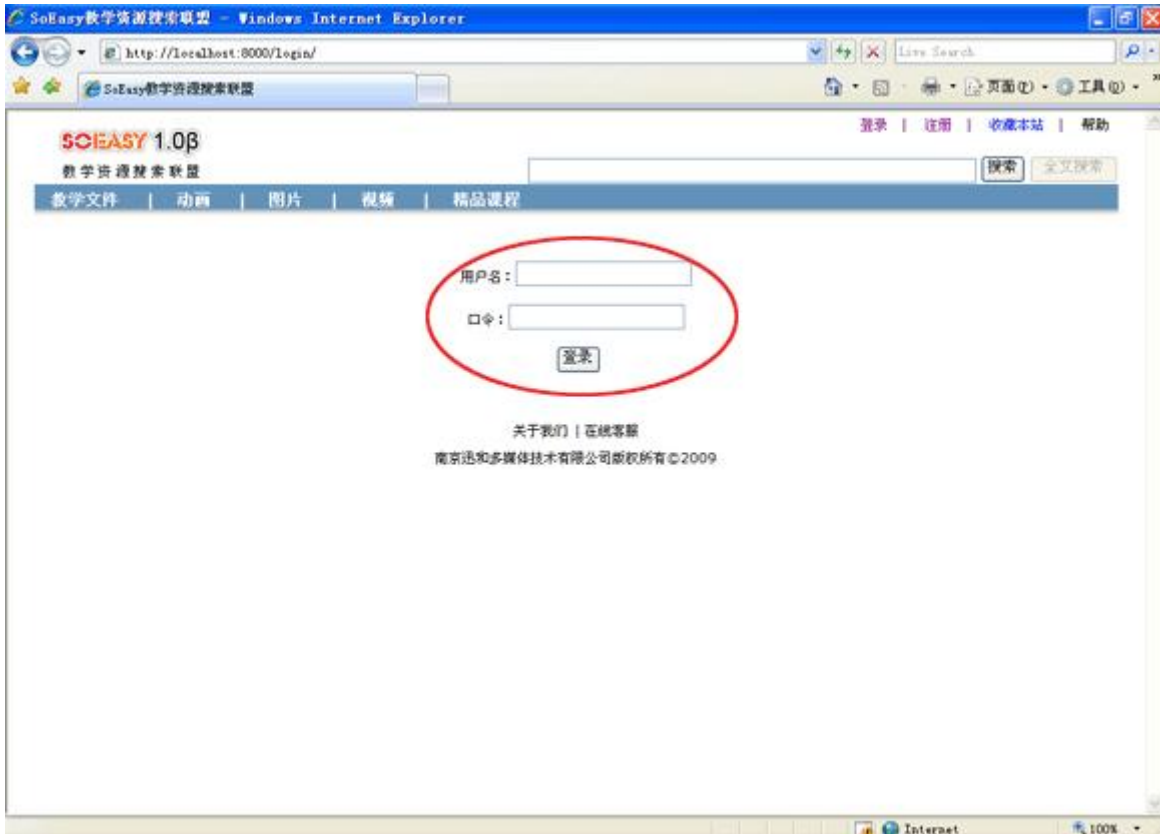 SoEasy教学资源搜索联盟 - Windows Internet Explorer
http://localhost:8000/login/
Live Search
SoEasy教学资源搜索联盟
页面(P)
工具(O)
登录 | 注册 | 收藏本站 | 帮助
SOEASY 1.0β
教学资源搜索联盟
搜索
全文搜索
教学文件 | 动画 | 图片 | 视频 | 精品课程
用户名：
口令：
登录
关于我们 | 在线客服
南京迅和多媒体技术有限公司版权所有©2009
Internet
100%